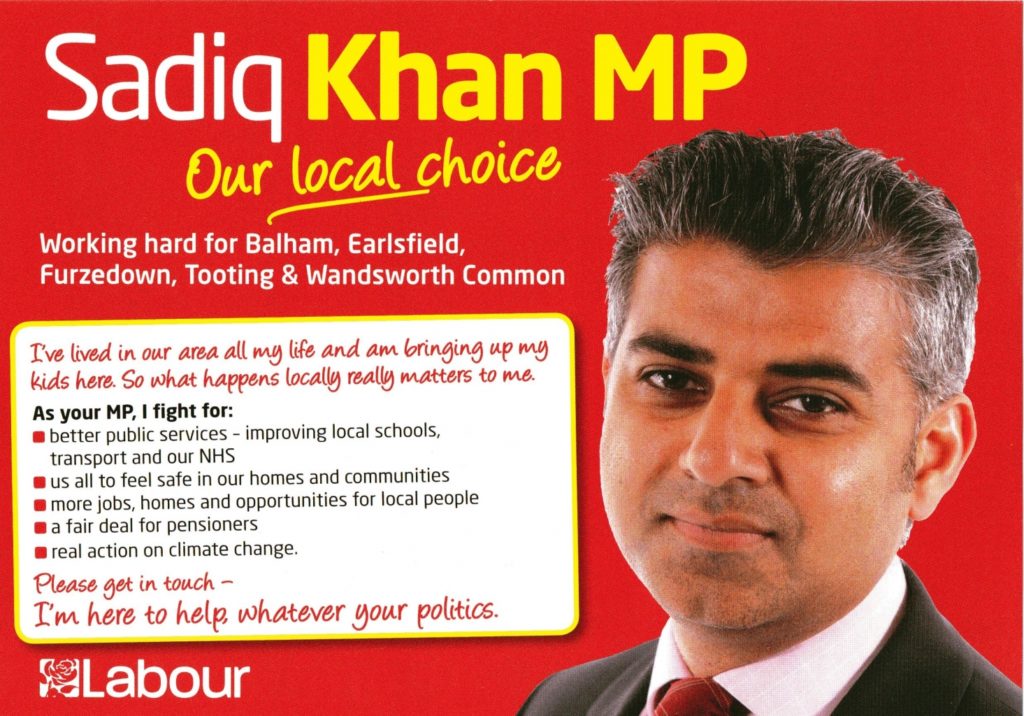 Sadiq Khan MP
Our local choice
Working hard for Balham, Earlsfield,
Furzedown, Tooting & Wandsworth Common
I've lived in our area all my life and am bringing up my
kids here. So what happens locally really matters to me.
As your MP, I fight for:
better public services – improving local schools,
transport and our NHS
us all to feel safe in our homes and communities
more jobs, homes and opportunities for local people
a fair deal for pensioners
real action on climate change.
Please get in touch –
I'm here to help, whatever your politics.
Labour